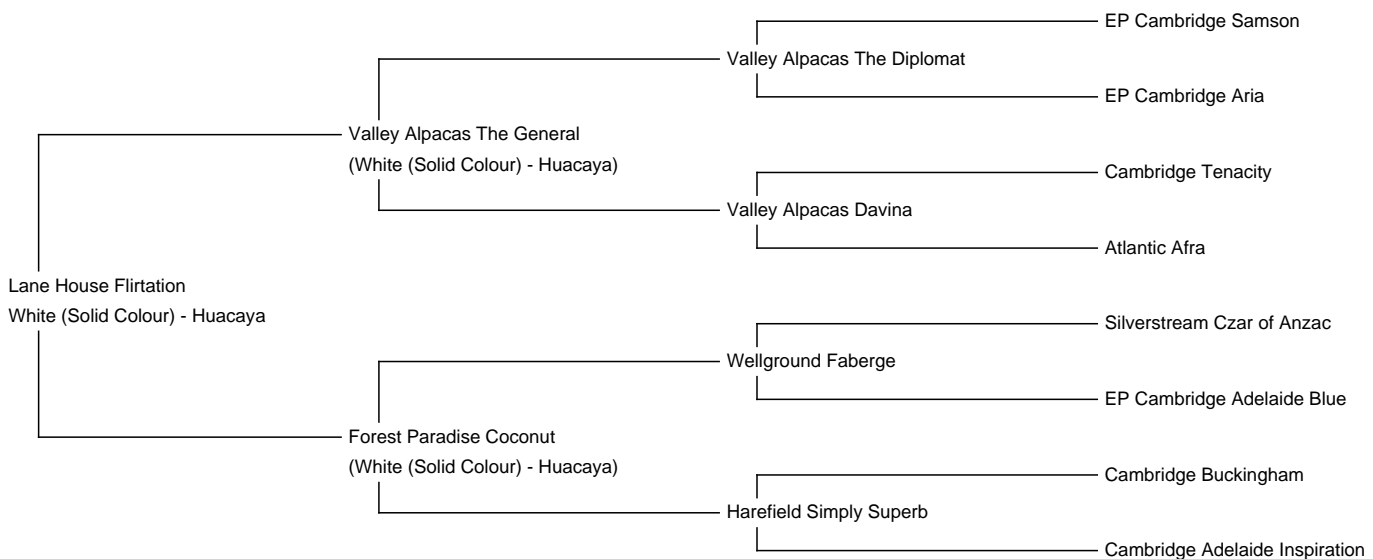 EP Cambridge Samson
Valley Alpacas The Diplomat
EP Cambridge Aria
Valley Alpacas The General
(White (Solid Colour) - Huacaya)
Cambridge Tenacity
Valley Alpacas Davina
Atlantic Afra
Lane House Flirtation
White (Solid Colour) - Huacaya
Silverstream Czar of Anzac
Wellground Faberge
EP Cambridge Adelaide Blue
Forest Paradise Coconut
(White (Solid Colour) - Huacaya)
Cambridge Buckingham
Harefield Simply Superb
Cambridge Adelaide Inspiration